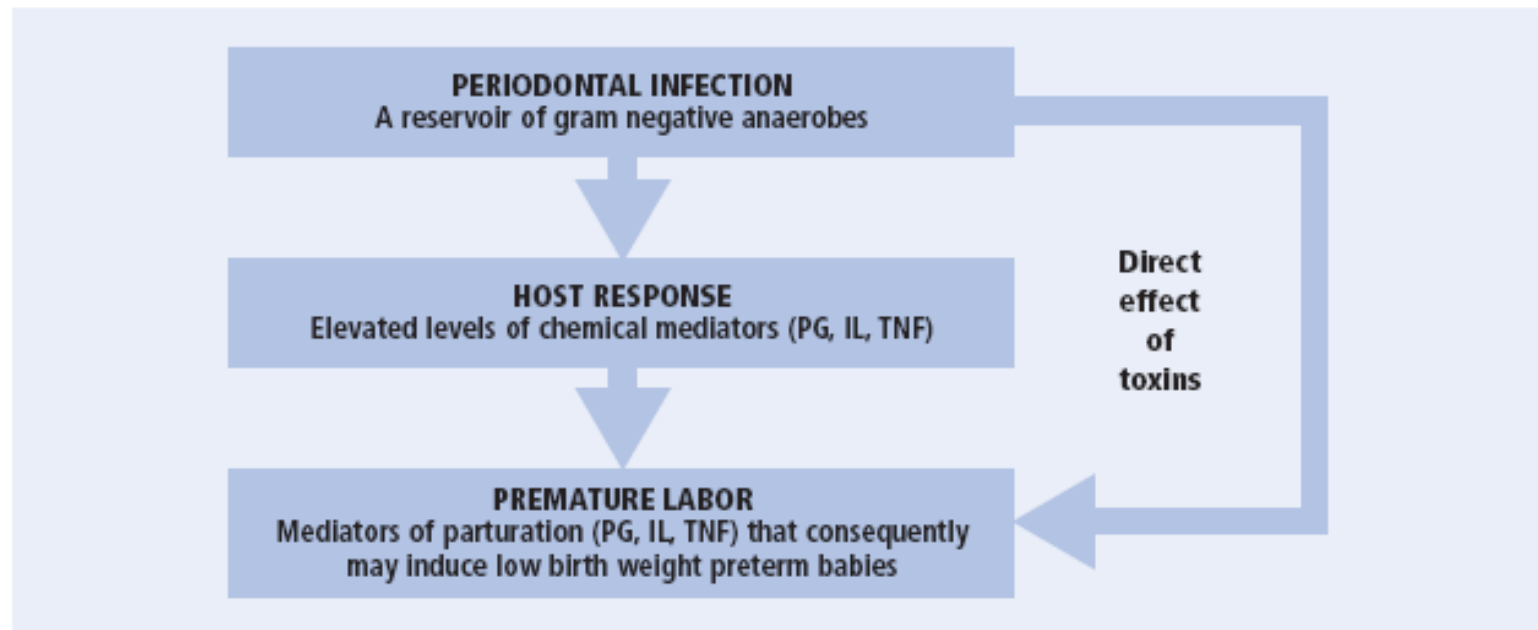 PERIODONTAL INFECTION
A reservoir of gram negative anaerobes
HOST RESPONSE
Elevated levels of chemical mediators (PG, IL, TNF)
Direct
effect
of
toxins
PREMATURE LABOR
Mediators of parturation (PG, IL, TNF) that consequently
may induce low birth weight preterm babies